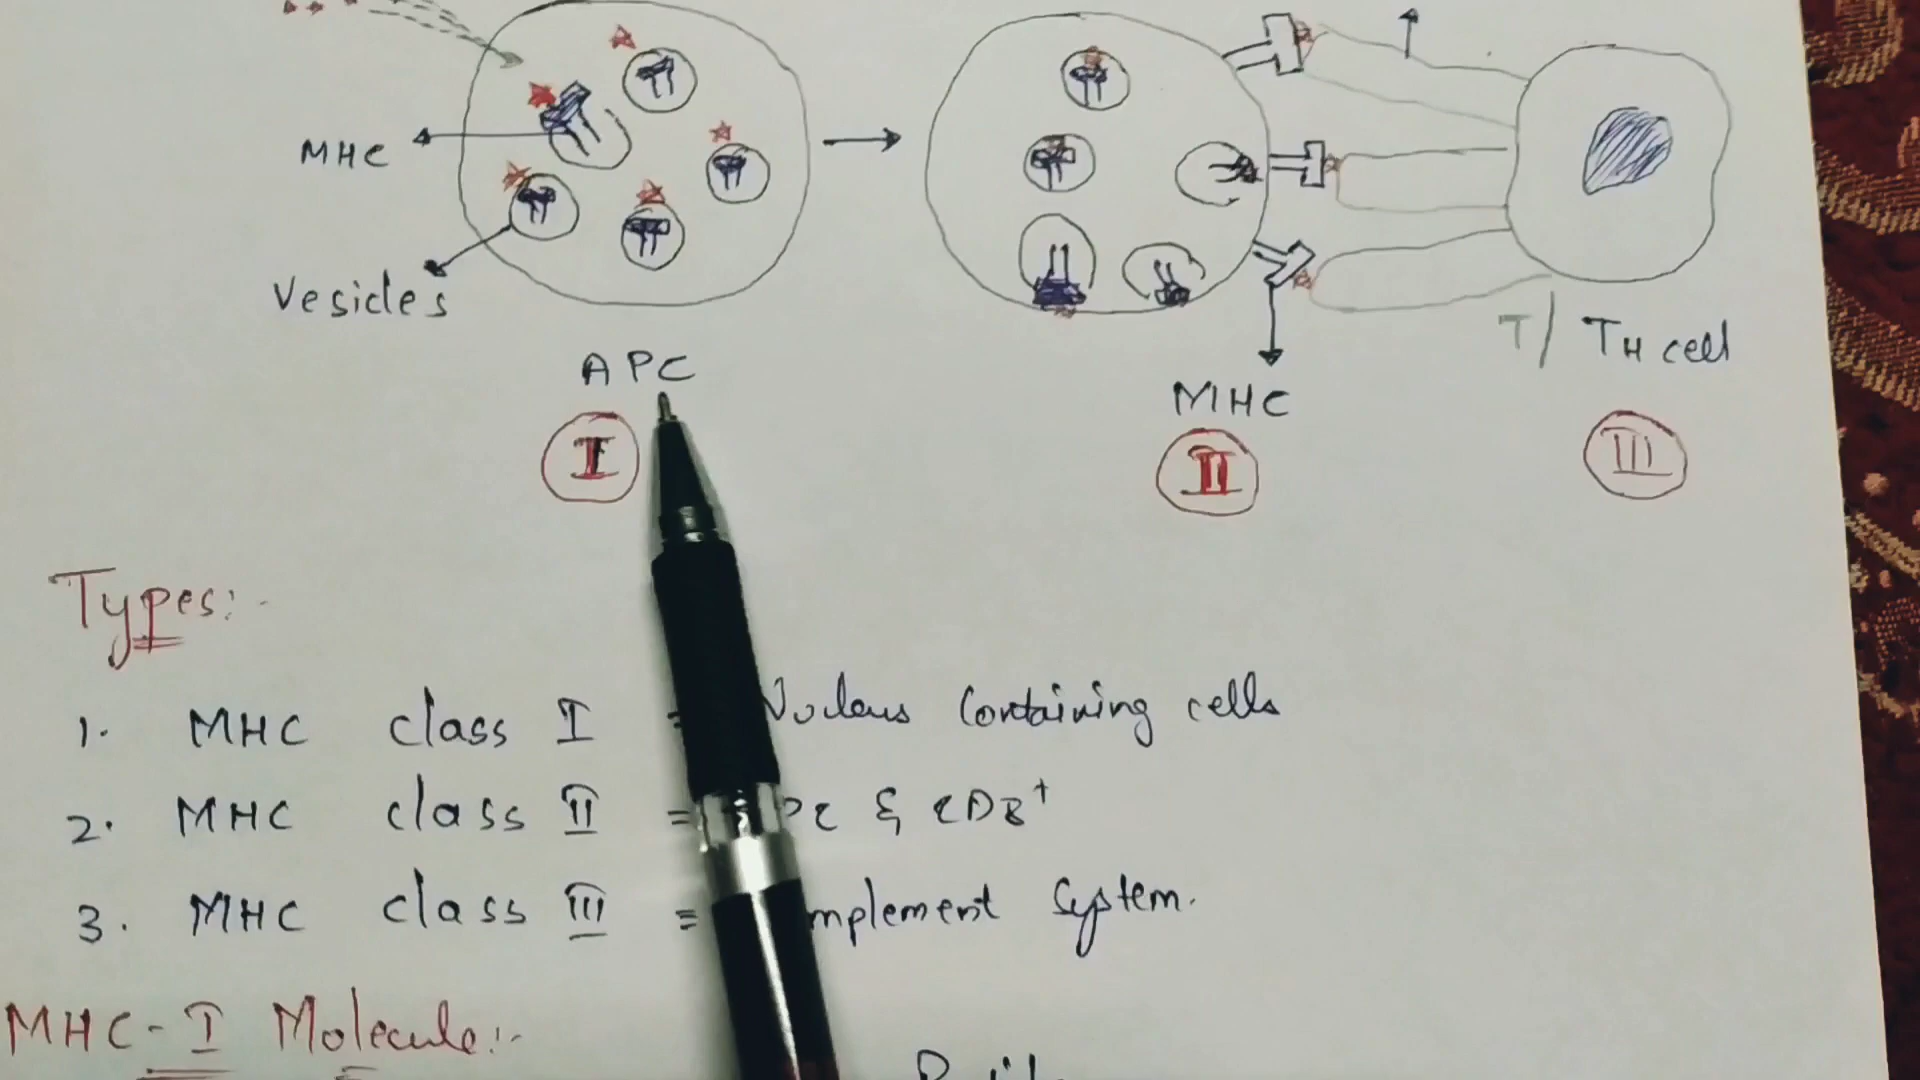 MHC
Vesicles
APC
I
MHC
II
T/ TH cell
III
Types:-
1. MHC class I = Nucleus Containing cells
2. MHC class II = & CD8+
3. MHC class III = System.
MHC-I Molecule:-